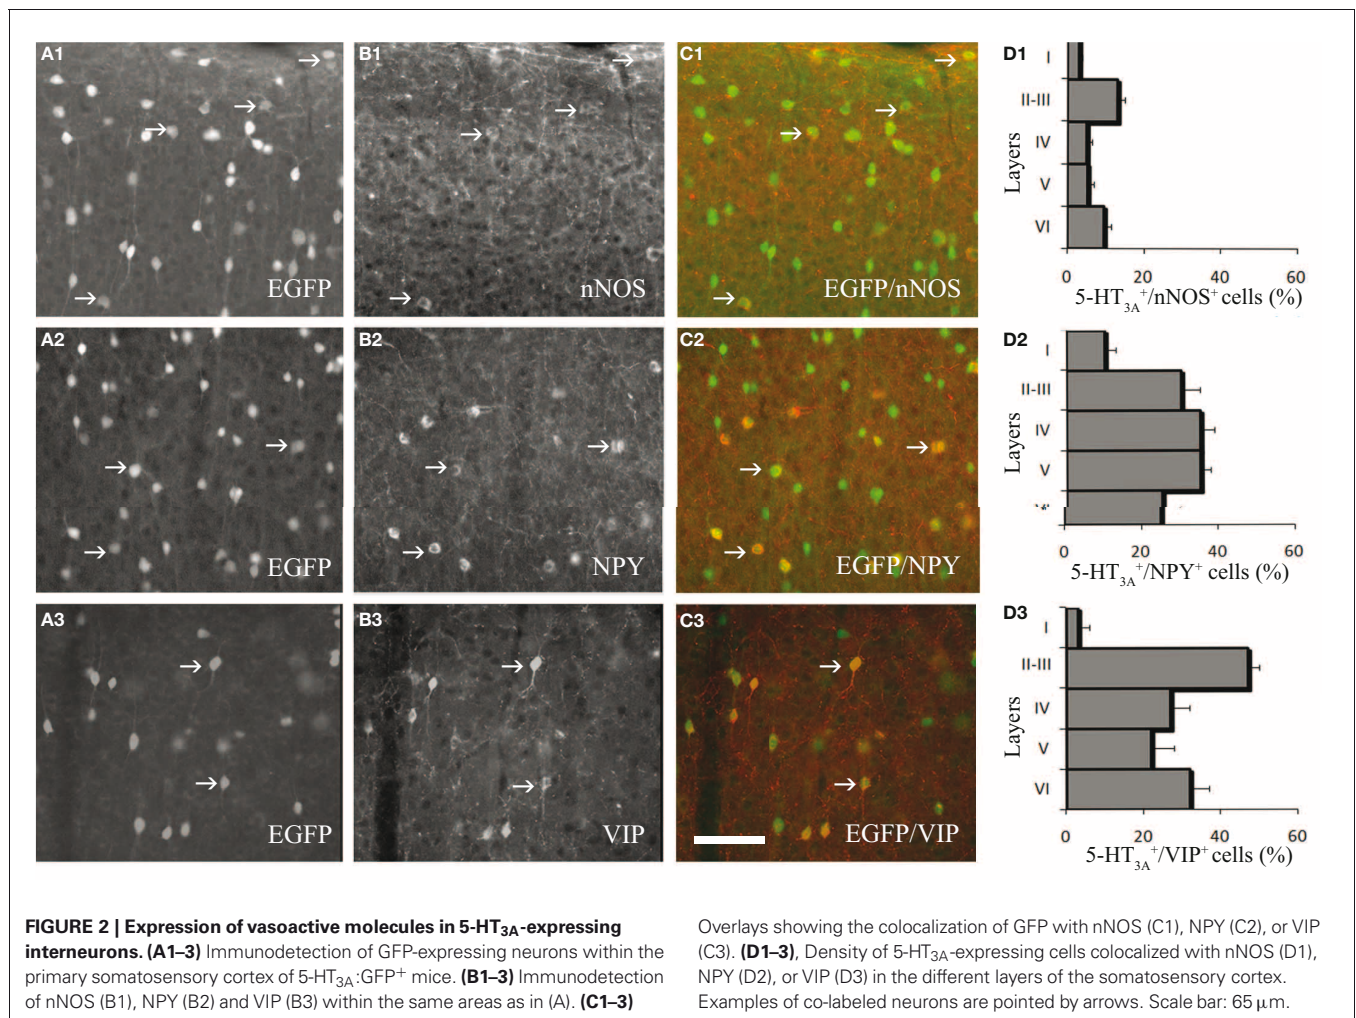 A1
EGFP
B1
nNOS
C1
EGFP/nNOS
D1
Layers
I
II-III
IV
V
VI
0 20 40 60
5-HT3A+/nNOS+ cells (%)
A2
EGFP
B2
NPY
C2
EGFP/NPY
D2
Layers
I
II-III
IV
V
0 20 40 60
5-HT3A+/NPY+ cells (%)
A3
EGFP
B3
VIP
C3
EGFP/VIP
D3
Layers
I
II-III
IV
V
VI
0 20 40 60
5-HT3A+/VIP+ cells (%)
FIGURE 2 | Expression of vasoactive molecules in 5-HT3A-expressing
interneurons. (A1–3) Immunodetection of GFP-expressing neurons within the
primary somatosensory cortex of 5-HT3A:GFP+ mice. (B1–3) Immunodetection
of nNOS (B1), NPY (B2) and VIP (B3) within the same areas as in (A). (C1–3)
Overlays showing the colocalization of GFP with nNOS (C1), NPY (C2), or VIP
(C3). (D1–3), Density of 5-HT3A-expressing cells colocalized with nNOS (D1),
NPY (D2), or VIP (D3) in the different layers of the somatosensory cortex.
Examples of co-labeled neurons are pointed by arrows. Scale bar: 65 μm.